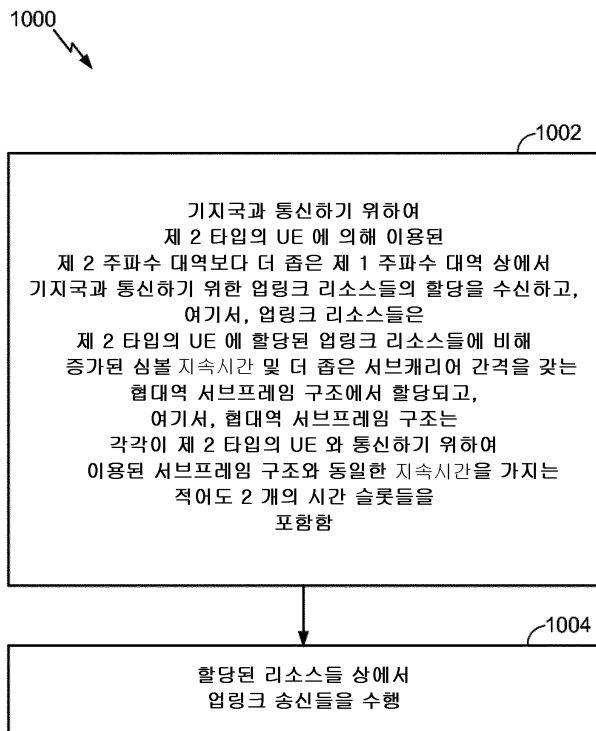 1000
1002
기지국과 통신하기 위하여
제 2 타입의 UE 에 의해 이용된
제 2 주파수 대역보다 더 좁은 제 1 주파수 대역 상에서
기지국과 통신하기 위한 업링크 리소스들의 할당을 수신하고,
여기서, 업링크 리소스들은
제 2 타입의 UE 에 할당된 업링크 리소스들에 비해
증가된 심볼 지속시간 및 더 좁은 서브캐리어 간격을 갖는
협대역 서브프레임 구조에서 할당되고,
여기서, 협대역 서브프레임 구조는
각각이 제 2 타입의 UE 와 통신하기 위하여
이용된 서브프레임 구조와 동일한 지속시간을 가지는
적어도 2 개의 시간 슬롯들을
포함함
1004
할당된 리소스들 상에서
업링크 송신들을 수행